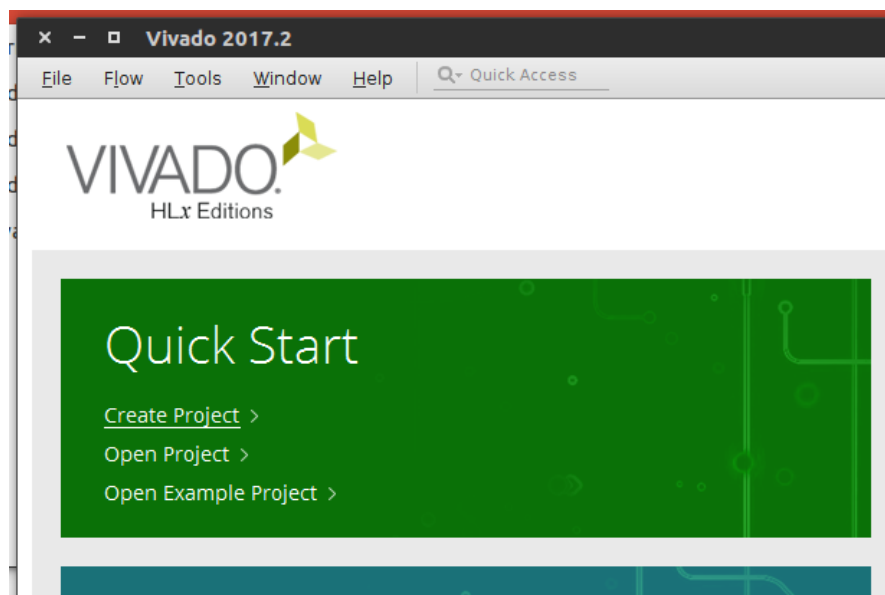 Vivado 2017.2
File Flow Tools Window Help Quick Access
VIVADO.
HLx Editions
Quick Start
Create Project >
Open Project >
Open Example Project >